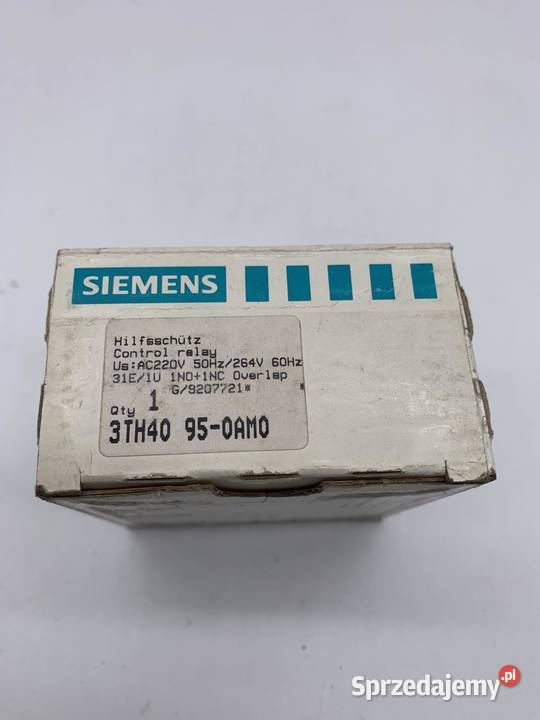 SIEMENS
Hilfsschütz
Control relay
Us:AC220V 50Hz/264V 60Hz
31E/1U 1NO+1NC Overlap
G/9207721*
Qty 1
3TH40 95-0AM0
Sprzedajemy.pl